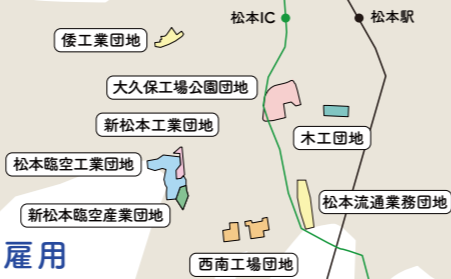 松本IC
松本駅
倭工業団地
大久保工場公園団地
新松本工業団地
木工団地
松本臨空工業団地
松本流通業務団地
新松本臨空産業団地
雇用
西南工場団地